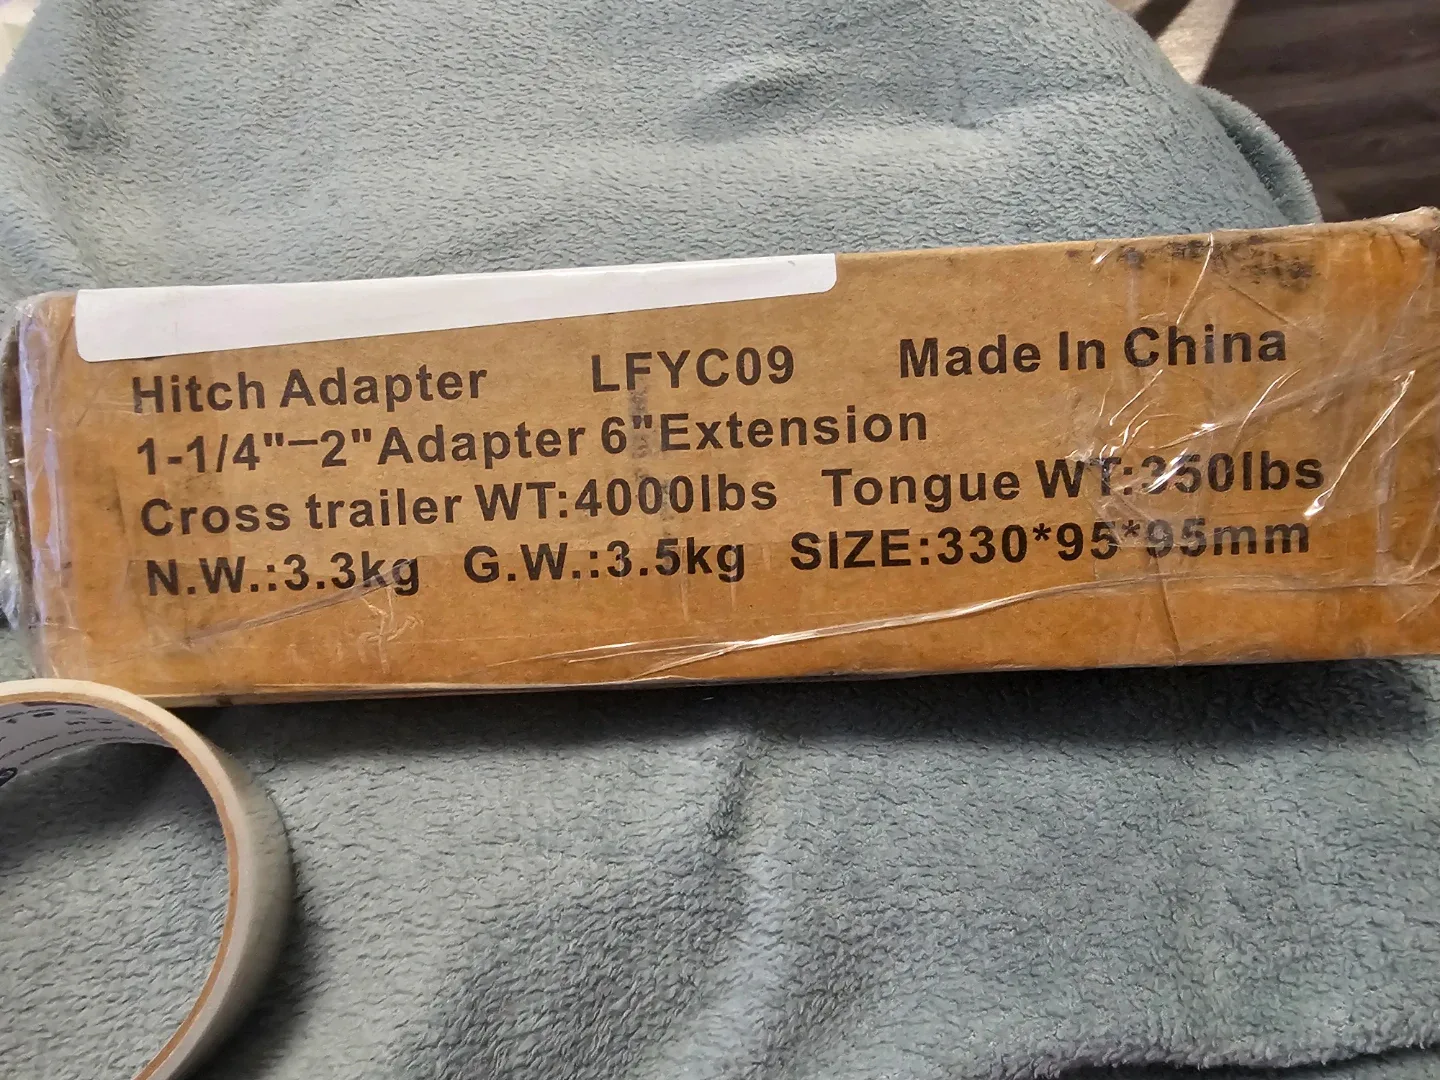 Hitch Adapter LFYC09 Made In China
1-1/4"–2"Adapter 6"Extension
Cross trailer WT:4000lbs Tongue WT:350lbs
N.W.:3.3kg G.W.:3.5kg SIZE:330*95*95mm